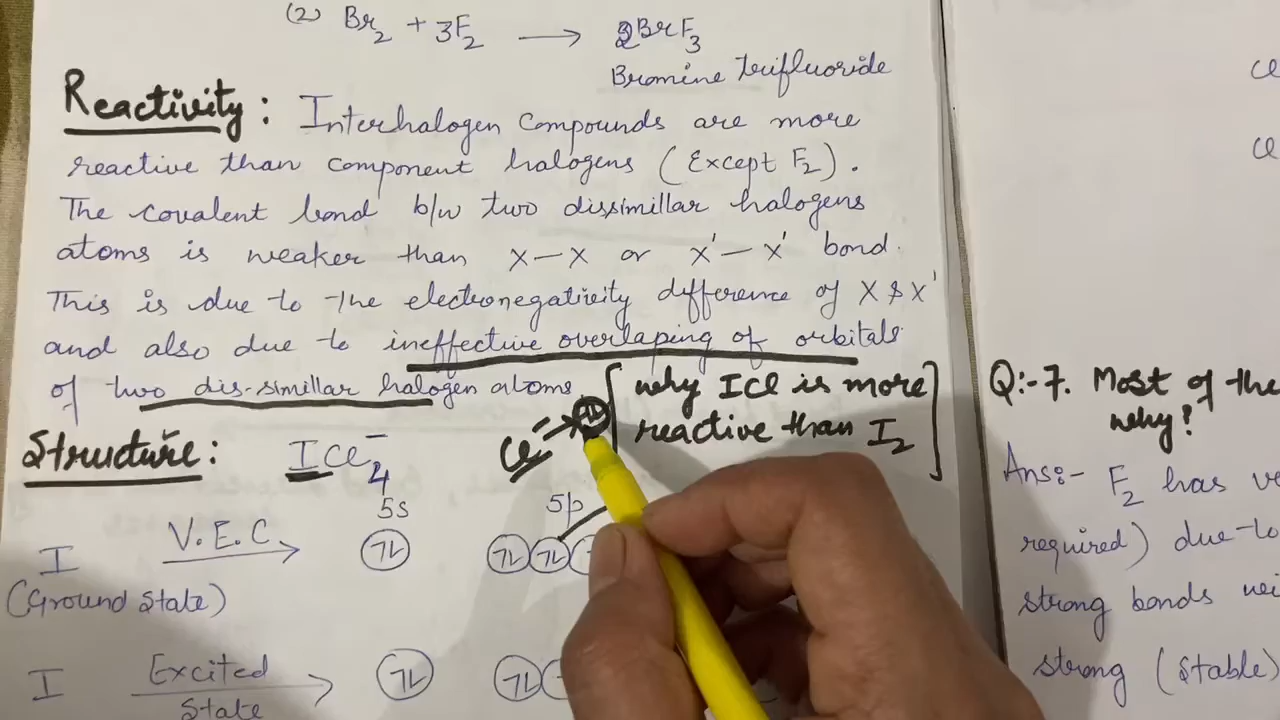 (2) Br2 + 3F2 → 2BrF3
Bromine trifluoride
Reactivity: Interhalogen compounds are more
reactive than component halogens (Except F2).
The covalent bond b/w two dissimillar halogens
atoms is weaker than X–X or X'–X' bond.
This is due to the electronegativity difference of X & X'
and also due to ineffective overlaping of orbitals
of two dis-similLar halogen atoms
[why ICl is more
reactive than I2]
Structure: ICl4⁻
Cl⁻ →
5s 5p
I V.E.C →
(Ground State)
I Excited State →
Cl
Cl
Q:-7. Most of the
why?
Ans:- F2 has
required) due to
strong bonds
strong (stable)